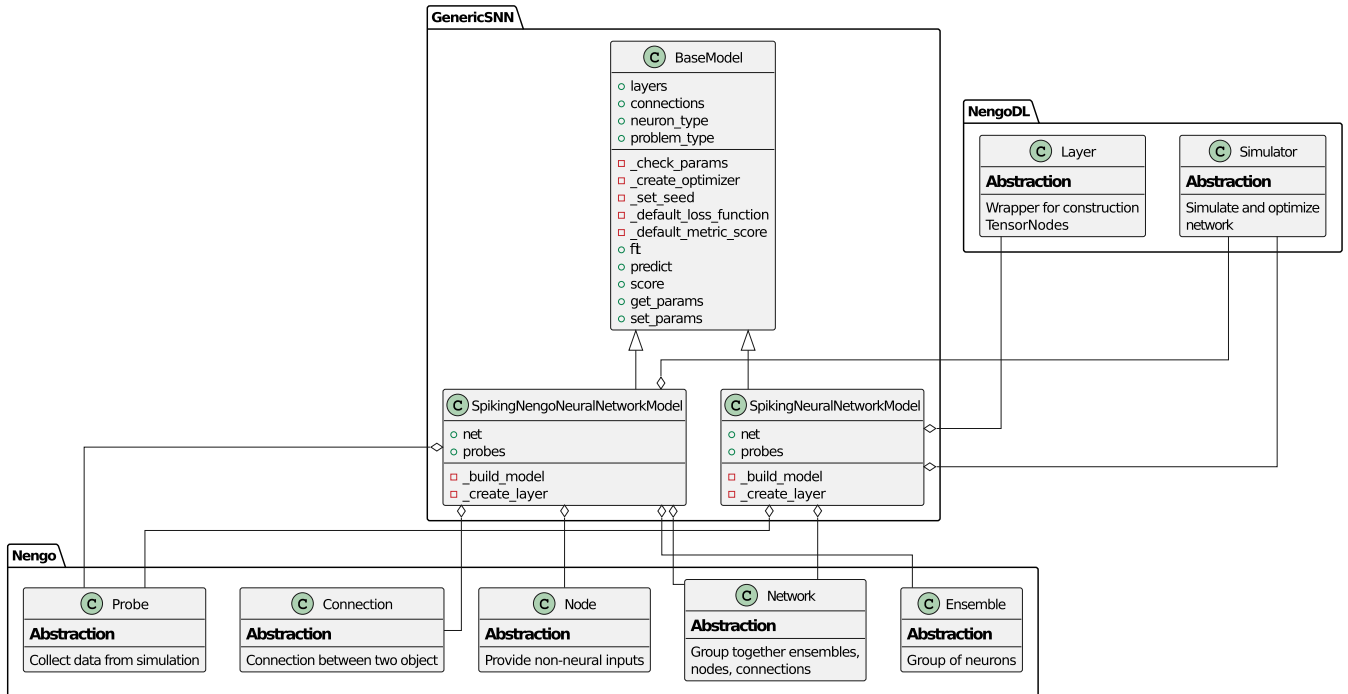 GenericSNN
C BaseModel
layers
connections
neuron_type
problem_type
_check_params
_create_optimizer
_set_seed
_default_loss_function
_default_metric_score
fit
predict
score
get_params
set_params
NengoDL
C Layer
Abstraction
Wrapper for construction
TensorNodes
C Simulator
Abstraction
Simulate and optimize
network
C SpikingNengoNeuralNetworkModel
net
probes
_build_model
_create_layer
C SpikingNeuralNetworkModel
net
probes
_build_model
_create_layer
Nengo
C Probe
Abstraction
Collect data from simulation
C Connection
Abstraction
Connection between two object
C Node
Abstraction
Provide non-neural inputs
C Network
Abstraction
Group together ensembles,
nodes, connections
C Ensemble
Abstraction
Group of neurons